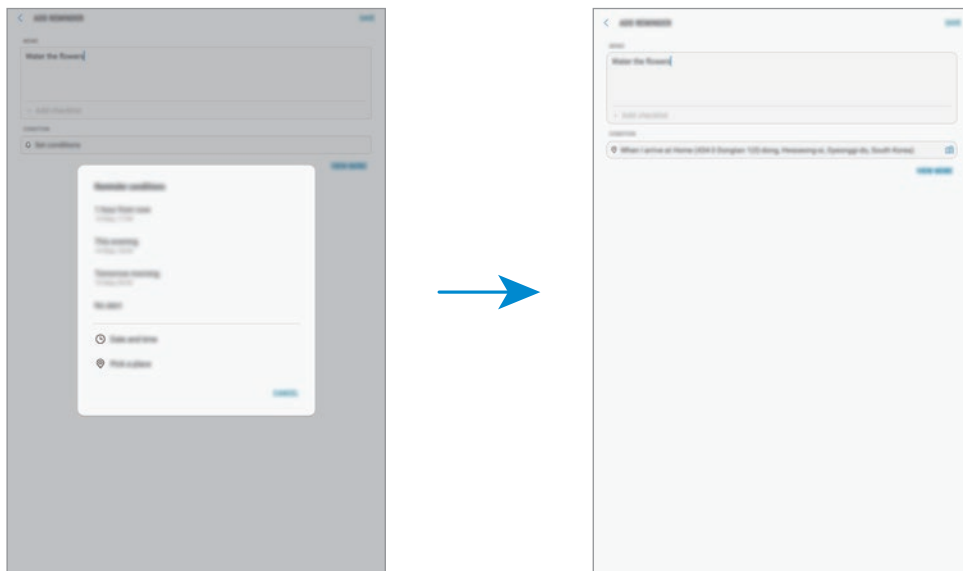 ADD REMINDER
SAVE
MEMO
Water the flowers
+ Add checklist
CONDITION
Set conditions
VIEW MORE
Reminder conditions
1 hour from now
This evening
Tomorrow morning
No alert
Date and time
Pick a place
CANCEL
ADD REMINDER
SAVE
MEMO
Water the flowers
+ Add checklist
CONDITION
When I arrive at Home
South Korea)
VIEW MORE